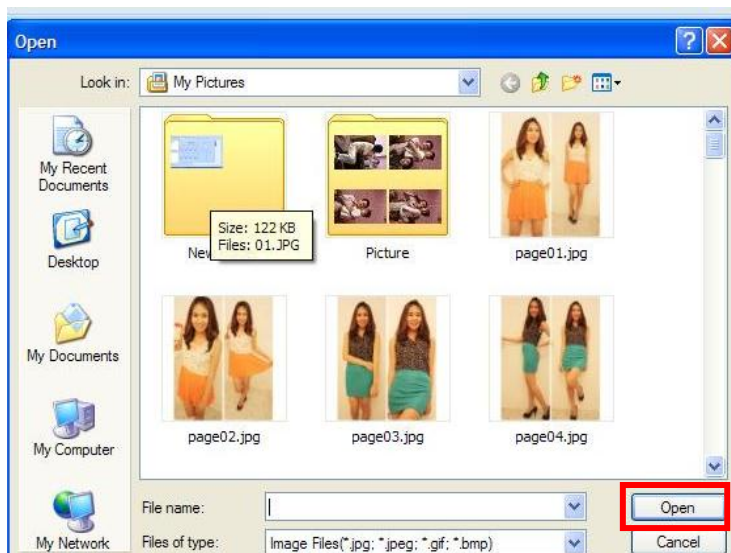 Open
Look in:
My Pictures
My Recent
Documents
Desktop
My Documents
My Computer
My Network
Size: 122 KB
Files: 01.JPG
New
Picture
page01.jpg
page02.jpg
page03.jpg
page04.jpg
File name:
Open
Files of type:
Image Files(*.jpg; *.jpeg; *.gif; *.bmp)
Cancel